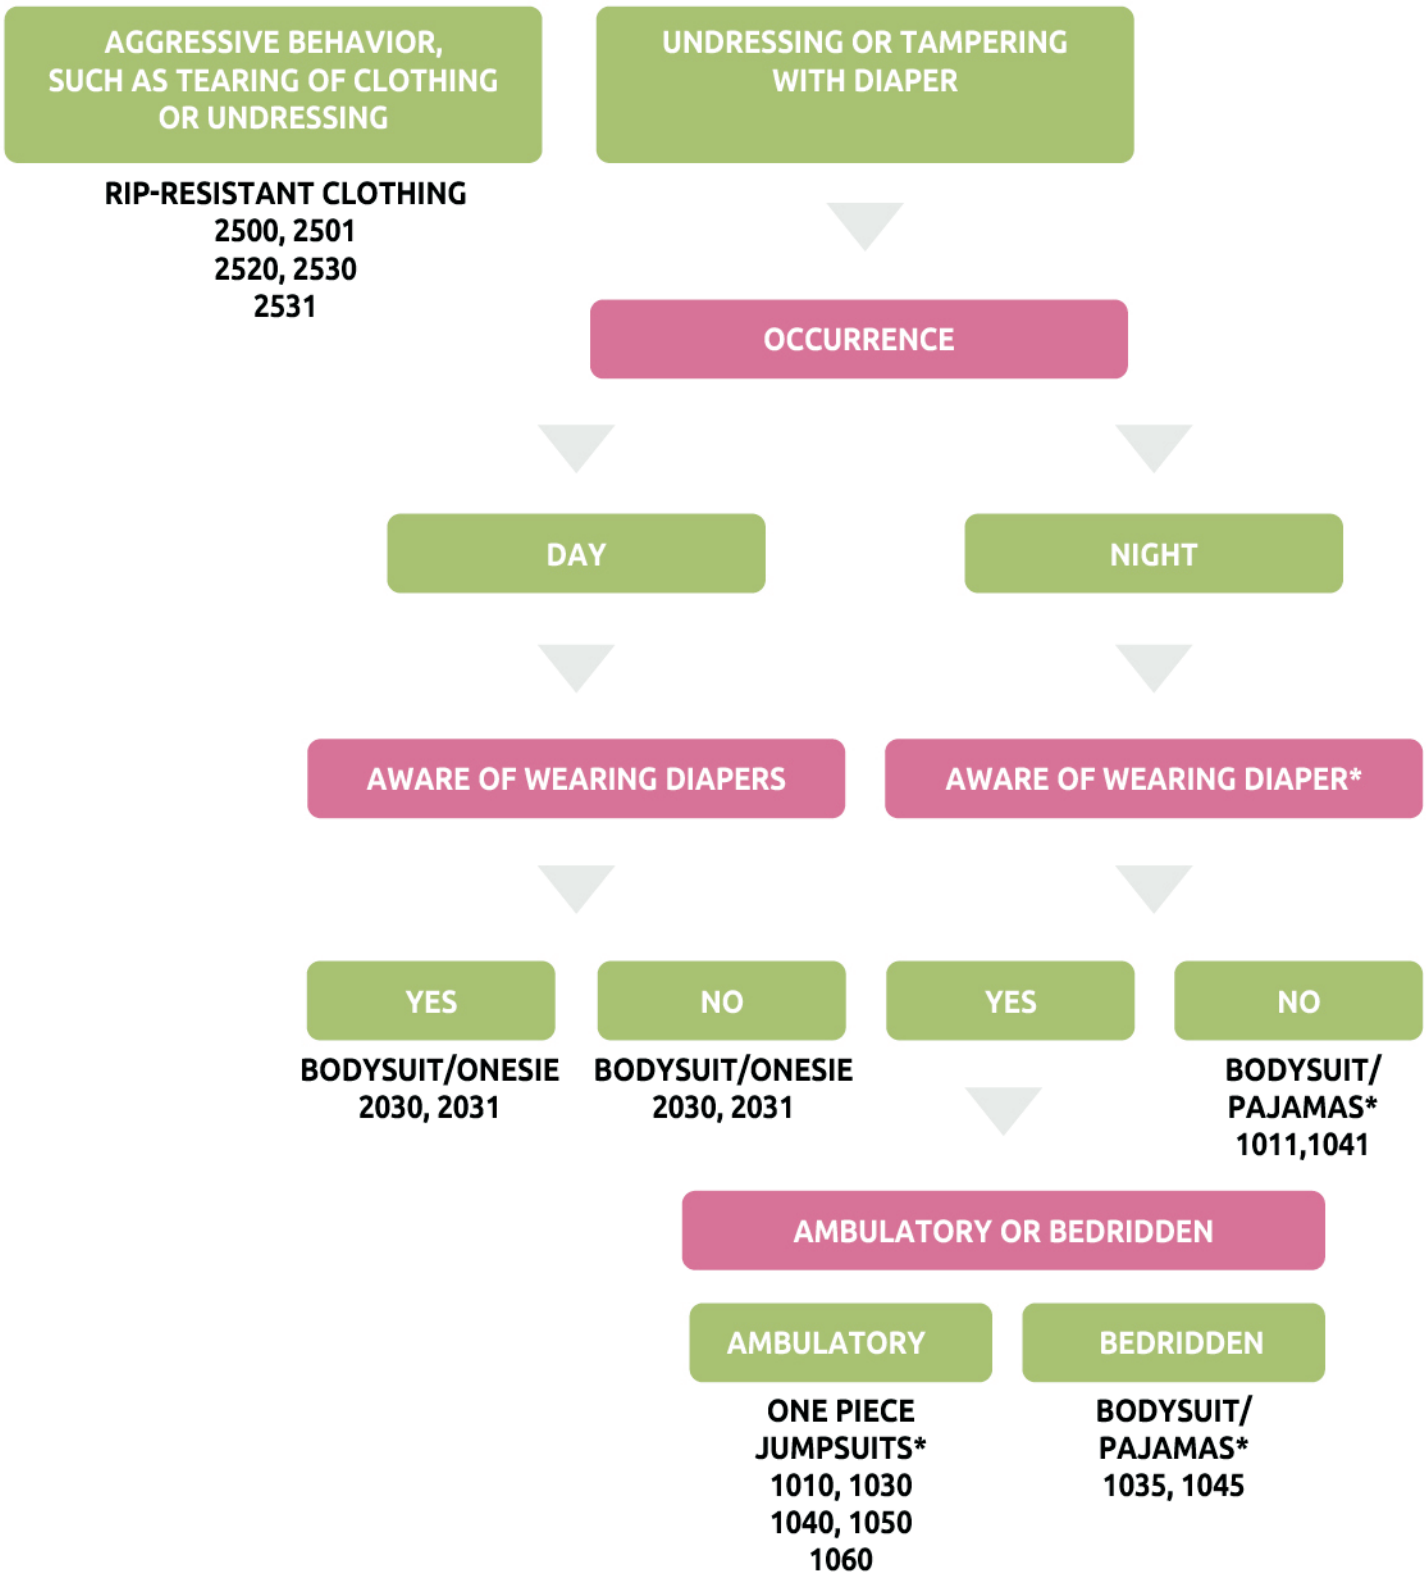 AGGRESSIVE BEHAVIOR,
SUCH AS TEARING OF CLOTHING
OR UNDRESSING
RIP-RESISTANT CLOTHING
2500, 2501
2520, 2530
2531
UNDRESSING OR TAMPERING
WITH DIAPER
OCCURRENCE
DAY
NIGHT
AWARE OF WEARING DIAPERS
AWARE OF WEARING DIAPER*
YES
BODYSUIT/ONESIE
2030, 2031
NO
BODYSUIT/ONESIE
2030, 2031
YES
NO
BODYSUIT/
PAJAMAS*
1011,1041
AMBULATORY OR BEDRIDDEN
AMBULATORY
ONE PIECE
JUMPSUITS*
1010, 1030
1040, 1050
1060
BEDRIDDEN
BODYSUIT/
PAJAMAS*
1035, 1045